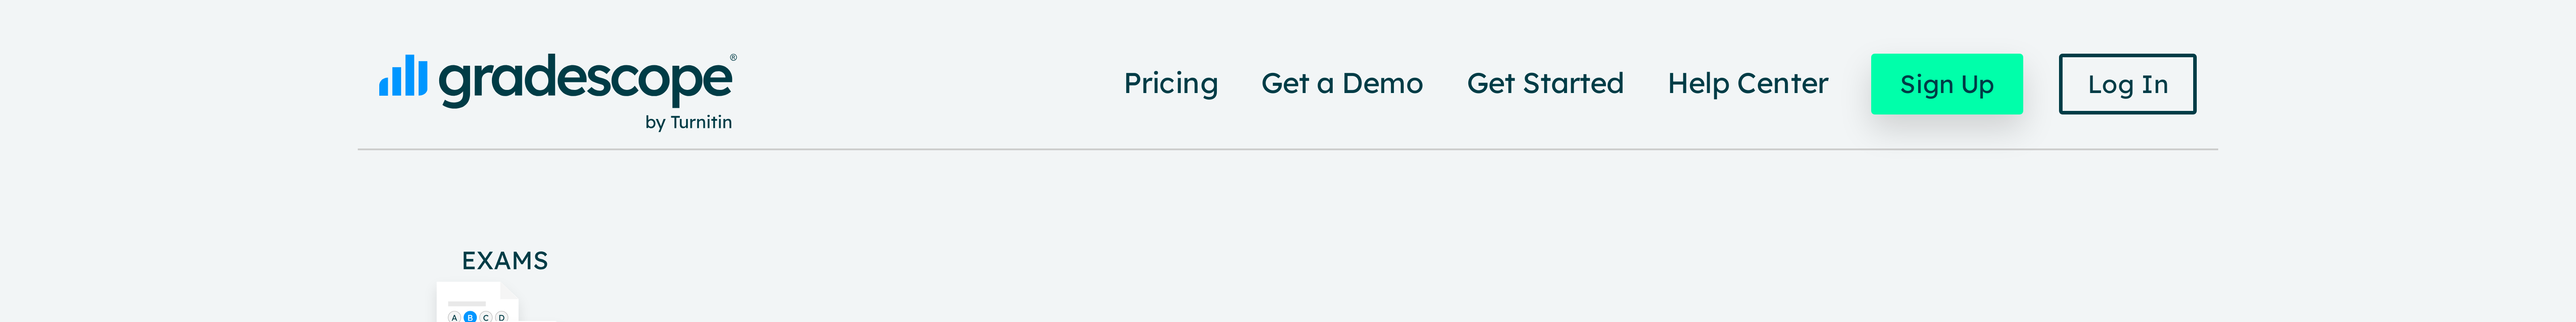 gradescope®
by Turnitin
Pricing Get a Demo Get Started Help Center Sign Up Log In
EXAMS
A B C D